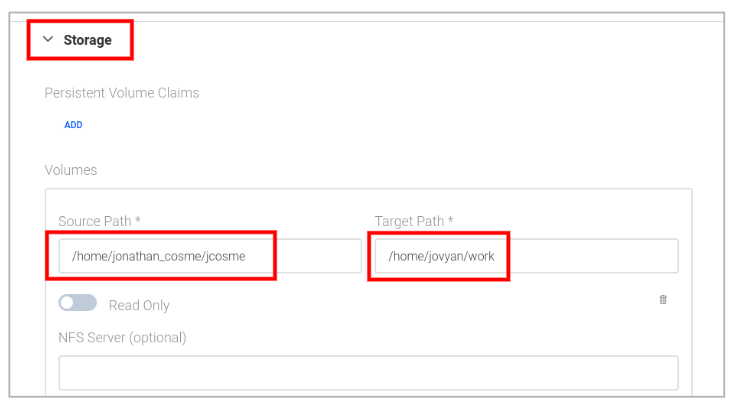 Storage
Persistent Volume Claims
ADD
Volumes
Source Path * Target Path *
/home/jonathan_cosme/jcosme /home/jovyan/work
Read Only
NFS Server (optional)